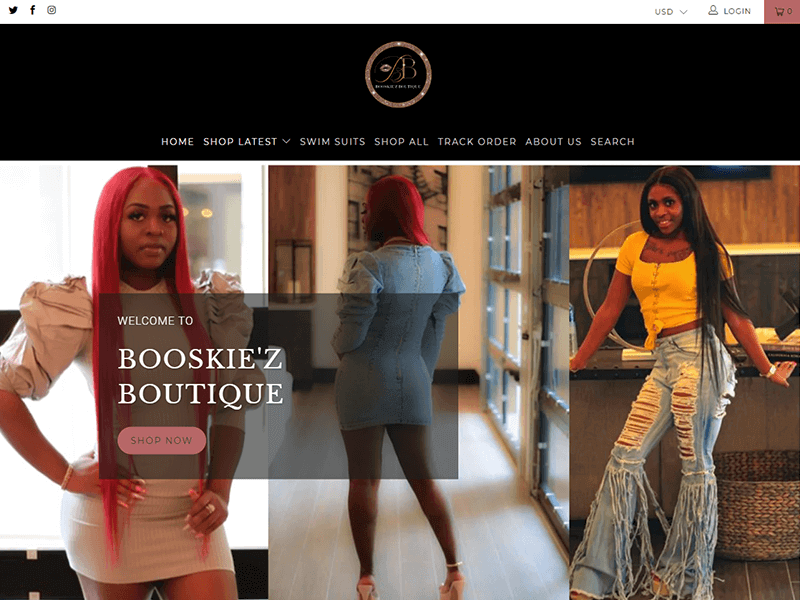 USD
LOGIN
0
BB
BOOSKIE'Z BOUTIQUE
HOME SHOP LATEST SWIM SUITS SHOP ALL TRACK ORDER ABOUT US SEARCH
WELCOME TO
BOOSKIE'Z
BOUTIQUE
SHOP NOW